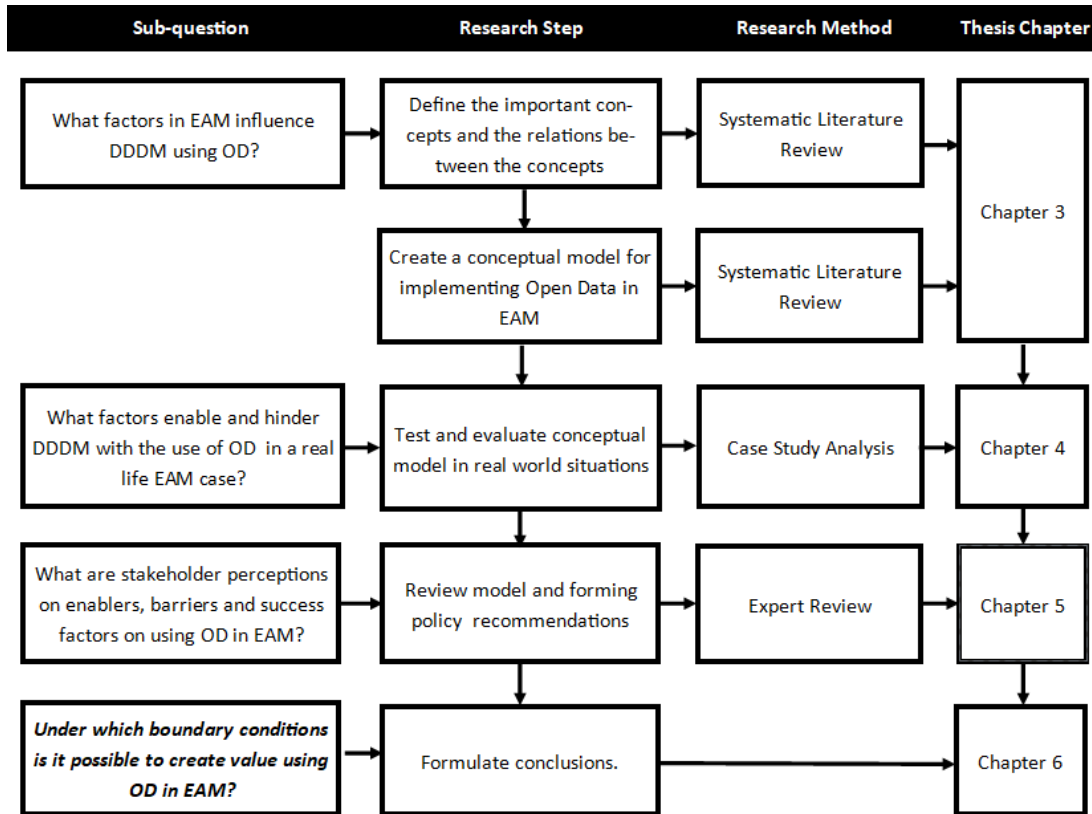 Sub-question
Research Step
Research Method
Thesis Chapter
What factors in EAM influence
DDDM using OD?
Define the important con-
cepts and the relations be-
tween the concepts
Systematic Literature
Review
Chapter 3
Create a conceptual model for
implementing Open Data in
EAM
Systematic Literature
Review
What factors enable and hinder
DDDM with the use of OD in a real
life EAM case?
Test and evaluate conceptual
model in real world situations
Case Study Analysis
Chapter 4
What are stakeholder perceptions
on enablers, barriers and success
factors on using OD in EAM?
Review model and forming
policy recommendations
Expert Review
Chapter 5
Under which boundary conditions
is it possible to create value using
OD in EAM?
Formulate conclusions.
Chapter 6